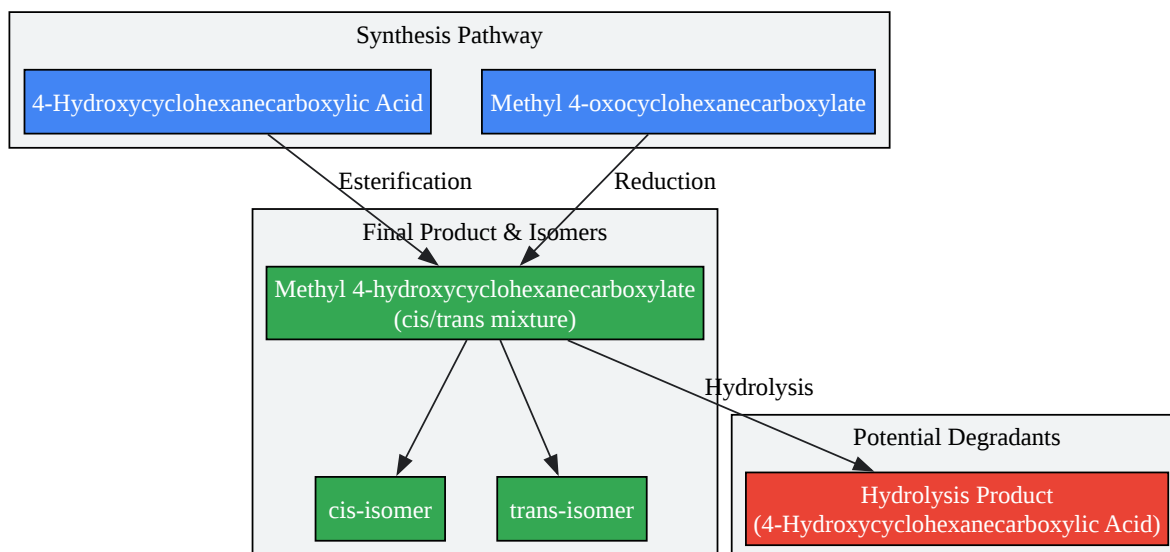 Synthesis Pathway
4-Hydroxycyclohexanecarboxylic Acid
Methyl 4-oxocyclohexanecarboxylate
Esterification
Reduction
Final Product & Isomers
Methyl 4-hydroxycyclohexanecarboxylate
(cis/trans mixture)
Hydrolysis
Potential Degradants
cis-isomer
trans-isomer
Hydrolysis Product
(4-Hydroxycyclohexanecarboxylic Acid)